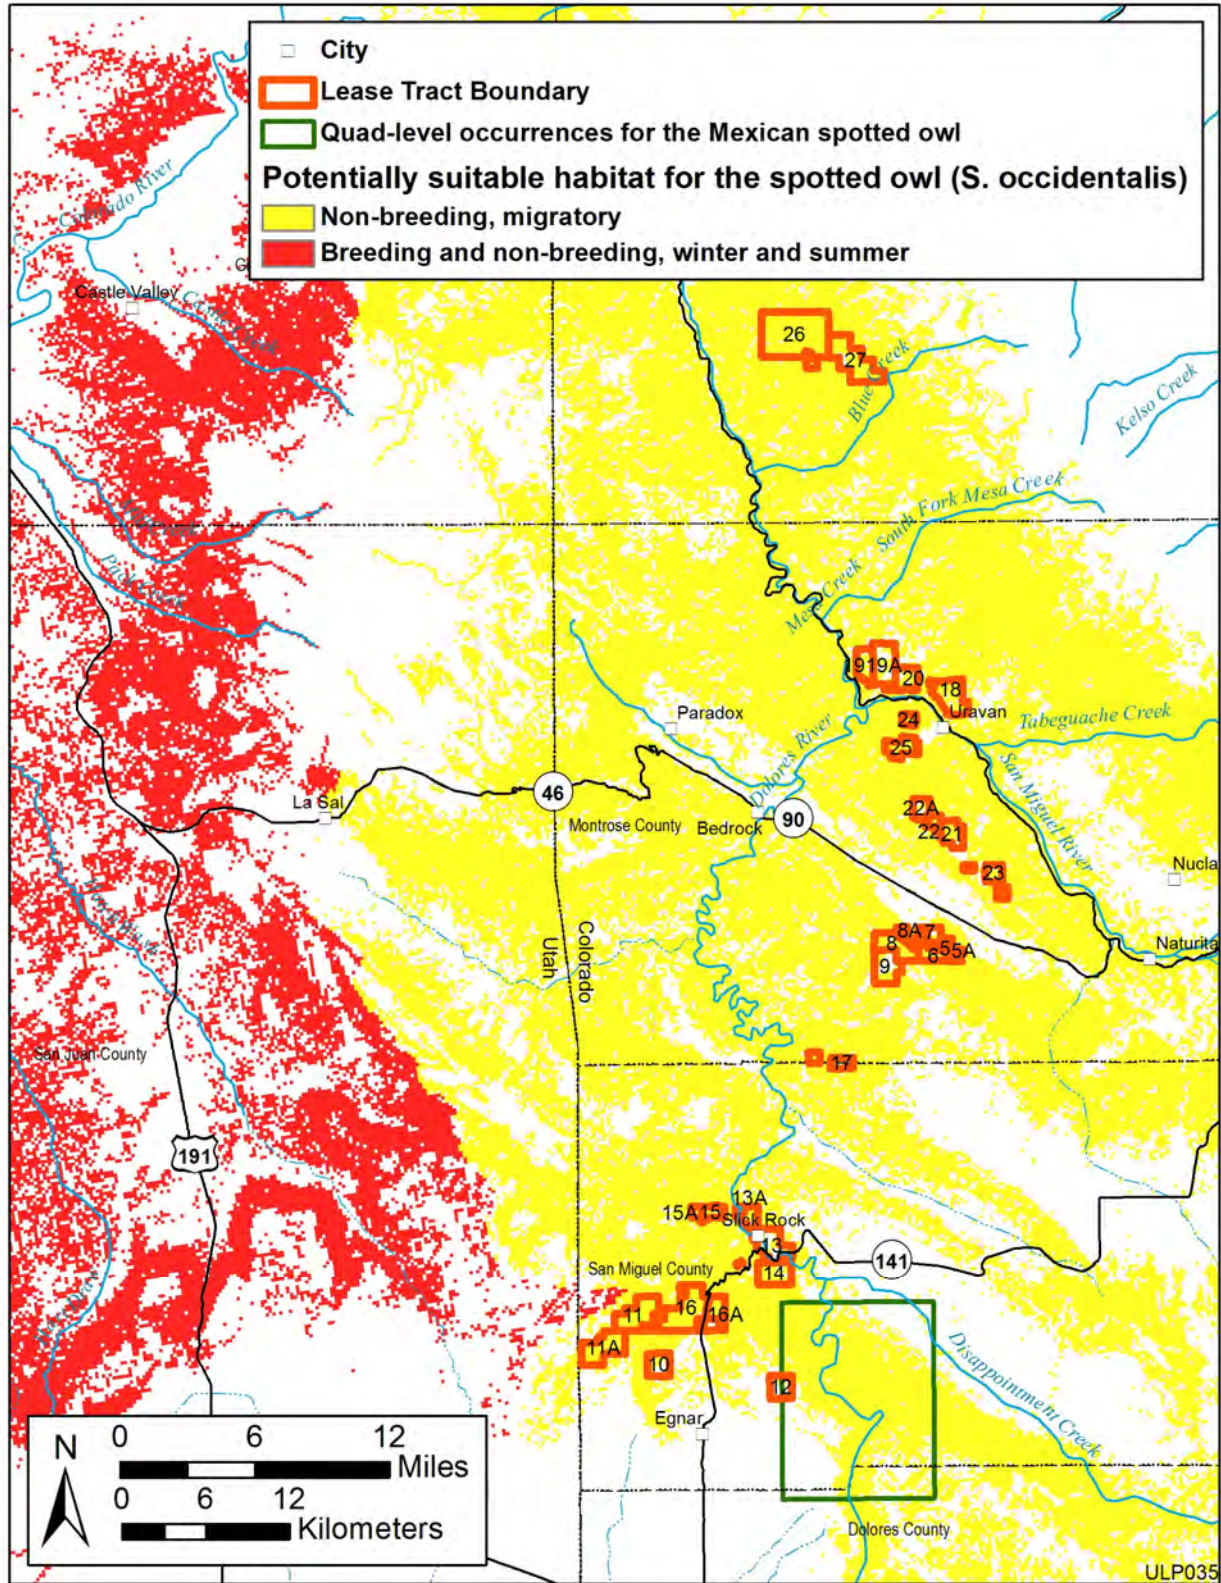 City
Lease Tract Boundary
Quad-level occurrences for the Mexican spotted owl
Potentially suitable habitat for the spotted owl (S. occidentalis)
Non-breeding, migratory
Breeding and non-breeding, winter and summer
Colorado River
Castle Valley
26
27
Blue Creek
Kelso Creek
South Fork Mesa Creek
Mesa Creek
Pack Creek
19A
20
18
Paradox
24
Uravan
Tabeguache Creek
25
Dolores River
San Miguel River
La Sal
46
Montrose County
Bedrock
90
22A
22
21
23
Nucla
8A
7
8
5
5A
6
9
Naturita
Utah
Colorado
San Juan County
17
191
13A
15A
15
Slick Rock
13
141
San Miguel County
14
11
16
16A
11A
10
12
Disappointment Creek
Egnar
N
0 6 12
Miles
0 6 12
Kilometers
Dolores County
ULP035